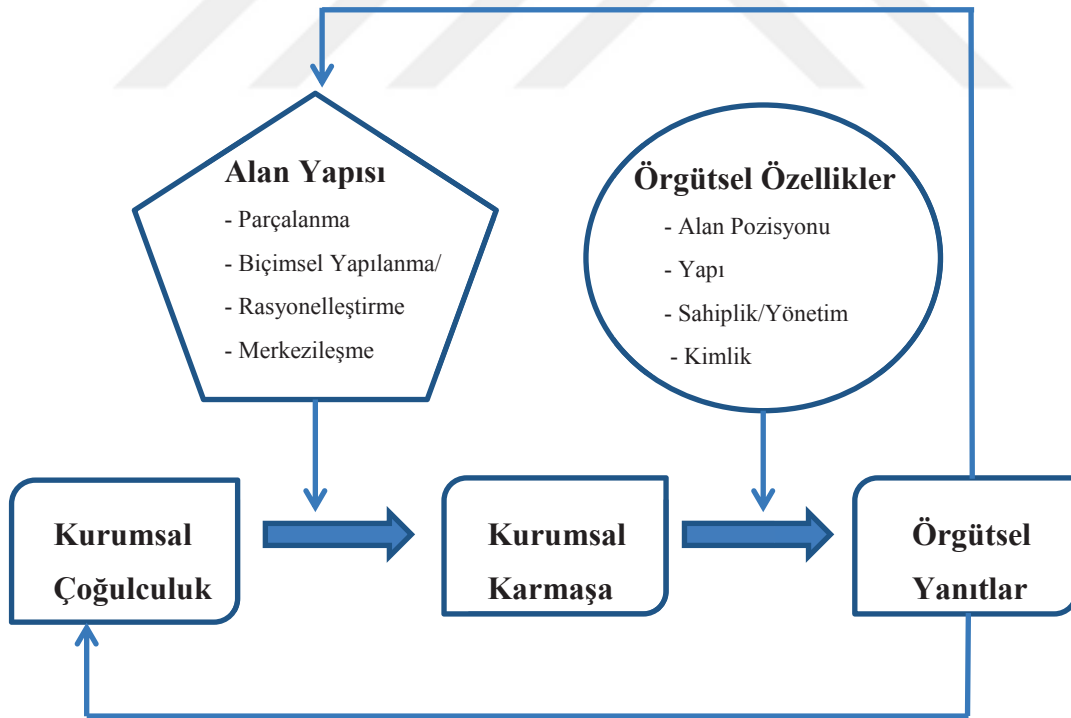 Alan Yapısı
- Parçalanma
- Biçimsel Yapılanma/
- Rasyonelleştirme
- Merkezileşme
Örgütsel Özellikler
- Alan Pozisyonu
- Yapı
- Sahiplik/Yönetim
- Kimlik
Kurumsal
Çoğulculuk
Kurumsal
Karmaşa
Örgütsel
Yanıtlar